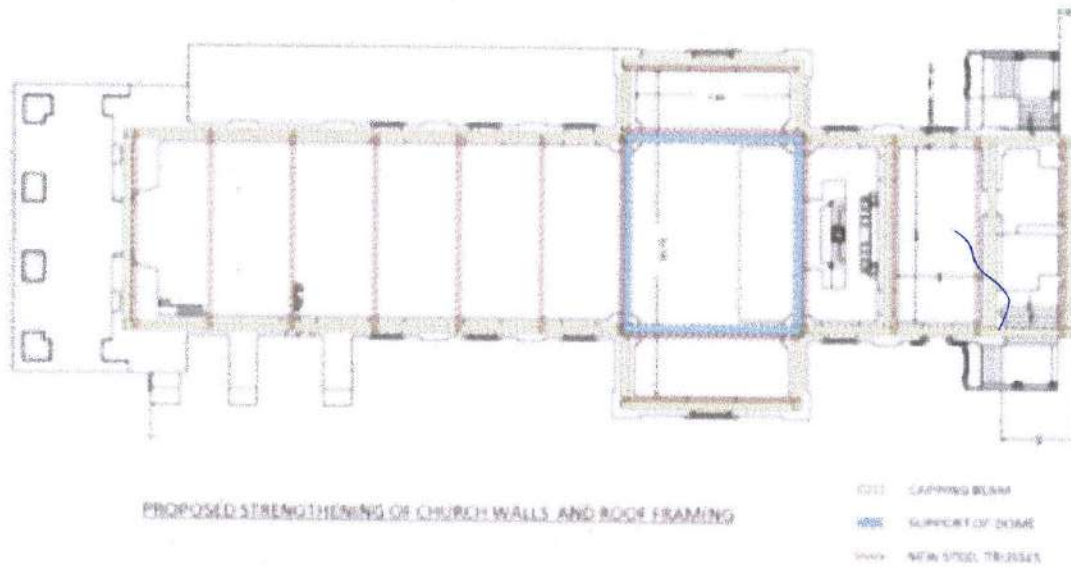 PROPOSED STRENGTHENING OF CHURCH WALLS AND ROOF FRAMING
CAPPING BEAM
SUPPORT OF DOME
NEW STEEL TRUSSES